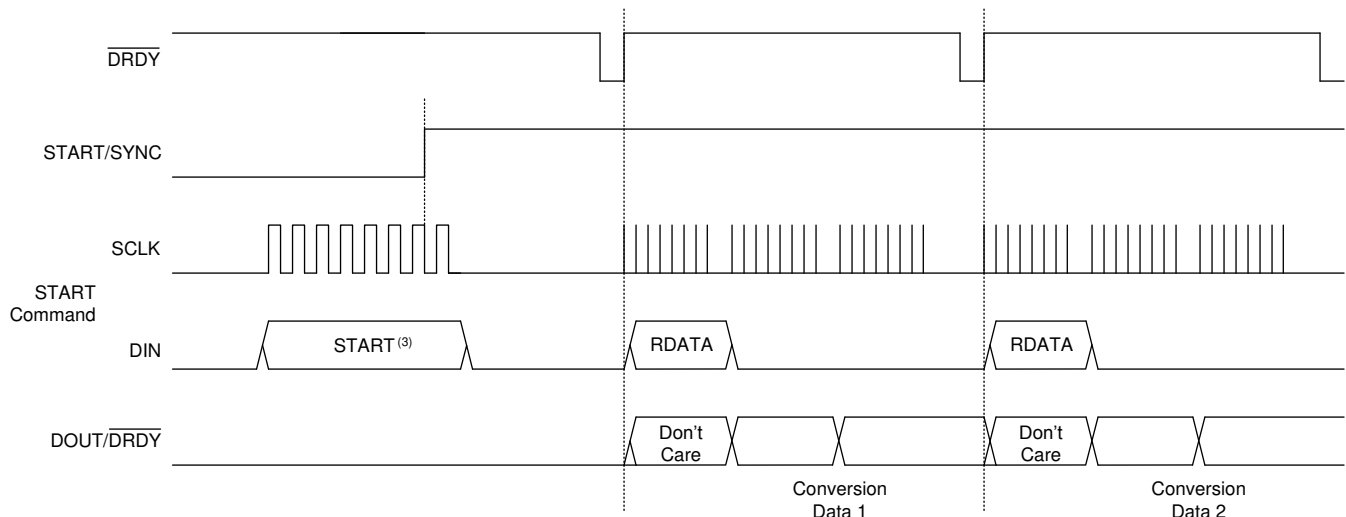 DRDY
START/SYNC
SCLK
START
Command
DIN
START (3)
RDATA
RDATA
DOUT/DRDY
Don't
Care
Don't
Care
Conversion
Data 1
Conversion
Data 2